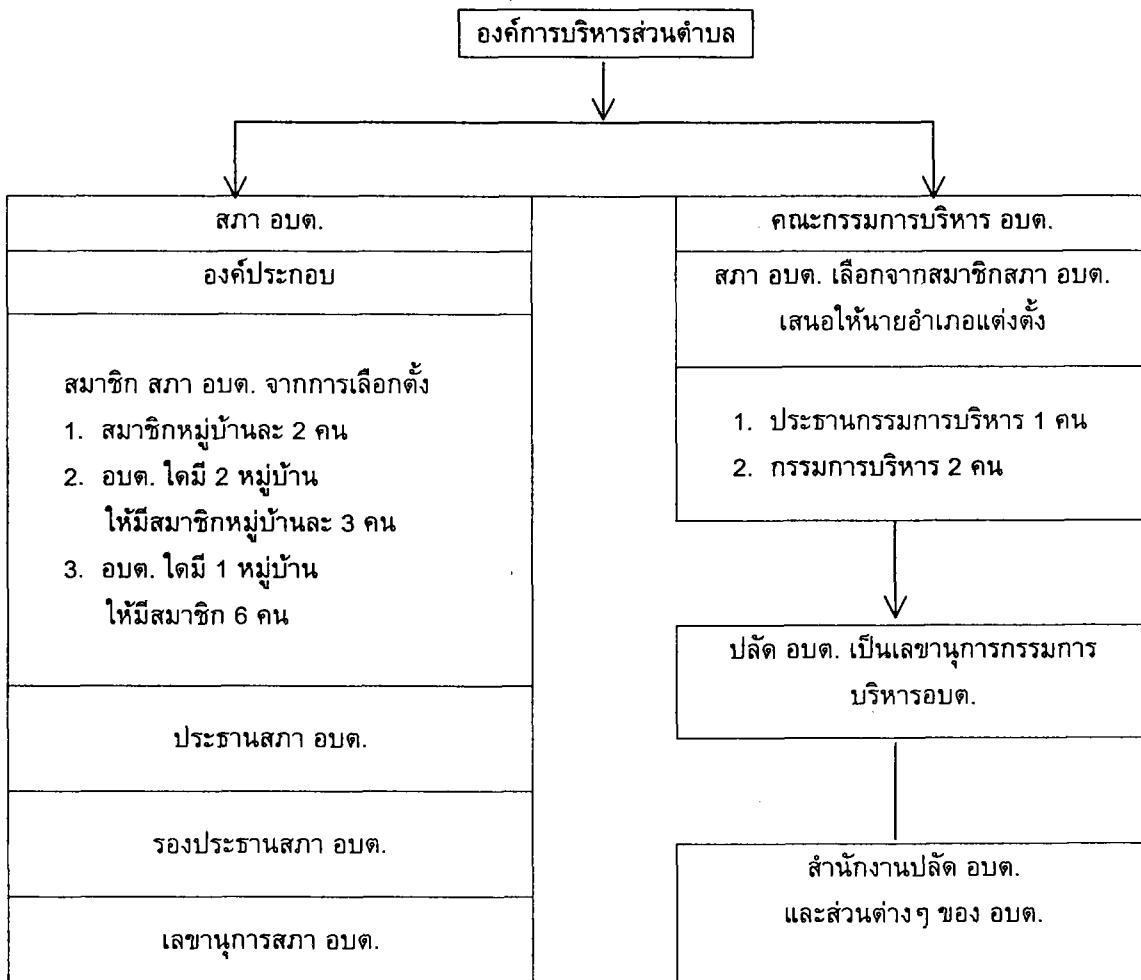 องค์การบริหารส่วนตำบล
สภา อบต.
องค์ประกอบ
สมาชิก สภา อบต. จากการเลือกตั้ง
1. สมาชิกหมู่บ้านละ 2 คน
2. อบต. ใดมี 2 หมู่บ้าน
ให้มีสมาชิกหมู่บ้านละ 3 คน
3. อบต. ใดมี 1 หมู่บ้าน
ให้มีสมาชิก 6 คน
ประธานสภา อบต.
รองประธานสภา อบต.
เลขานุการสภา อบต.
คณะกรรมการบริหาร อบต.
สภา อบต. เลือกจากสมาชิกสภา อบต.
เสนอให้นายอำเภอแต่งตั้ง
1. ประธานกรรมการบริหาร 1 คน
2. กรรมการบริหาร 2 คน
ปลัด อบต. เป็นเลขานุการกรรมการ
บริหารอบต.
สำนักงานปลัด อบต.
และส่วนต่างๆ ของ อบต.